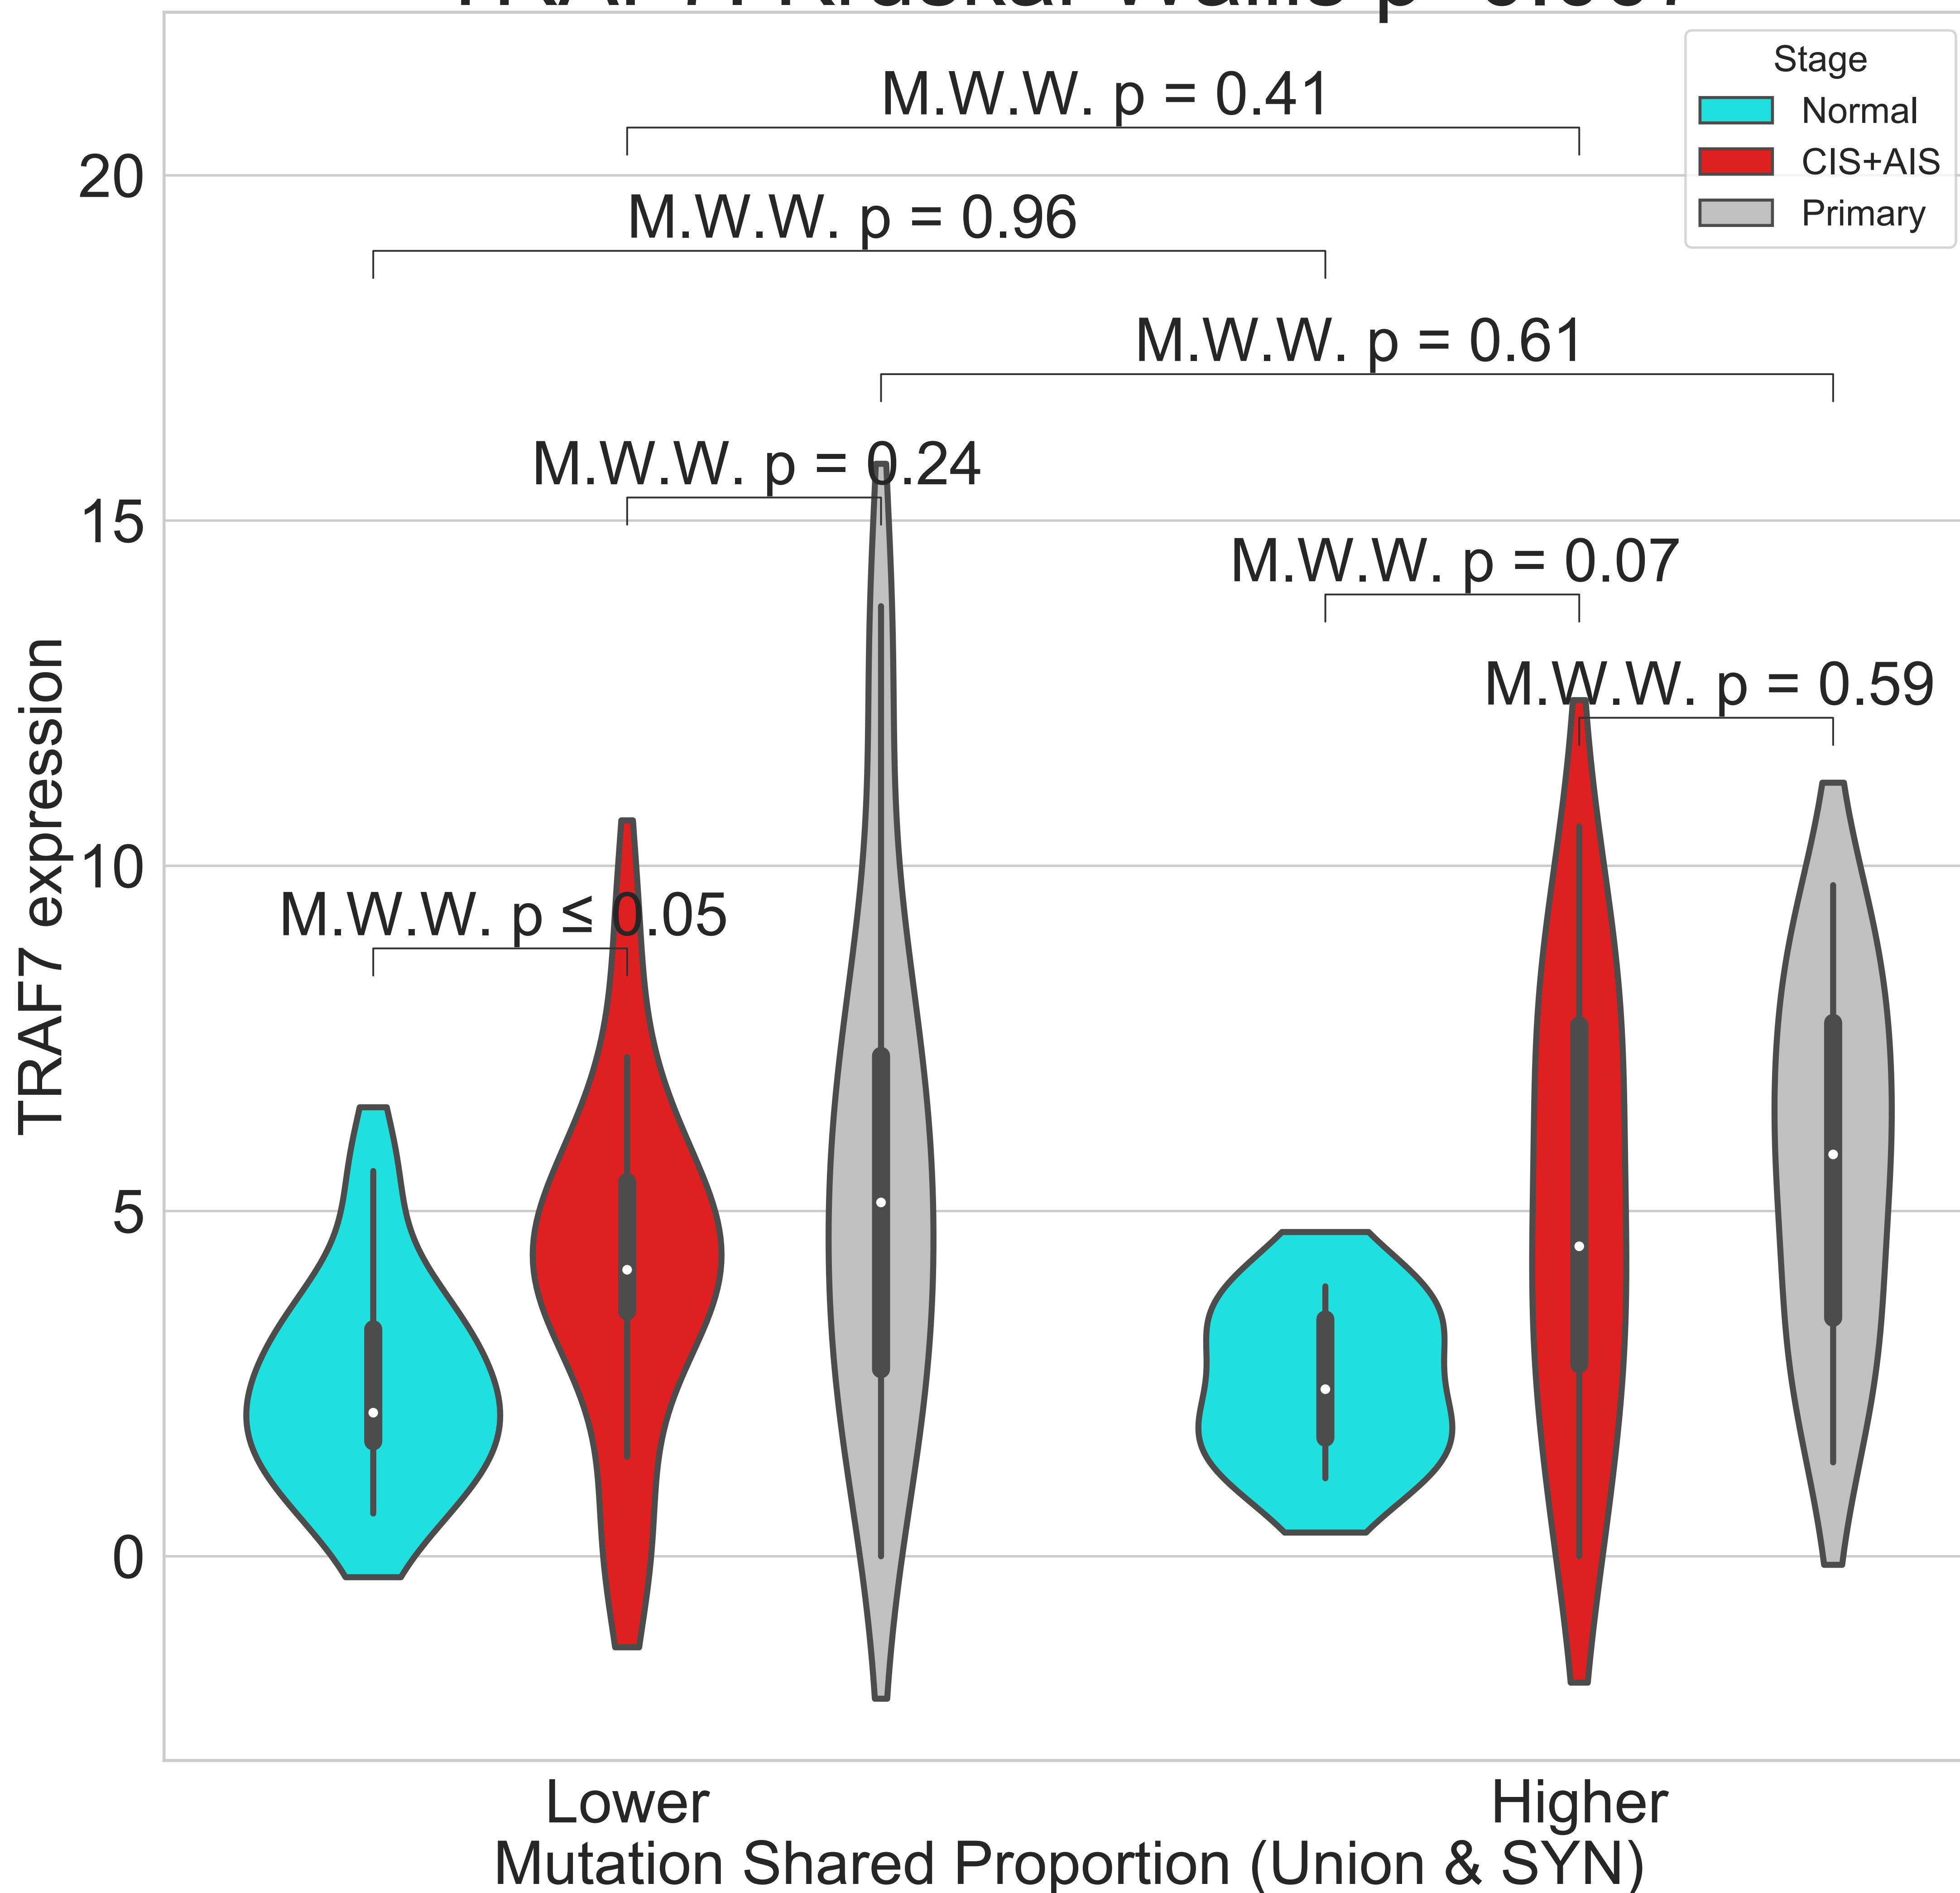 Stage
Normal
CIS+AIS
Primary
M.W.W. p = 0.41
M.W.W. p = 0.96
M.W.W. p = 0.61
M.W.W. p = 0.24
M.W.W. p = 0.07
M.W.W. p = 0.59
M.W.W. p ≤ 0.05
20
15
10
5
0
TRAF7 expression
Lower
Higher
Mutation Shared Proportion (Union & SYN)